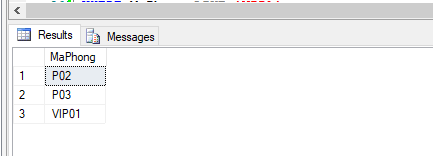 Results Messages
MaPhong
1 P02
2 P03
3 VIP01